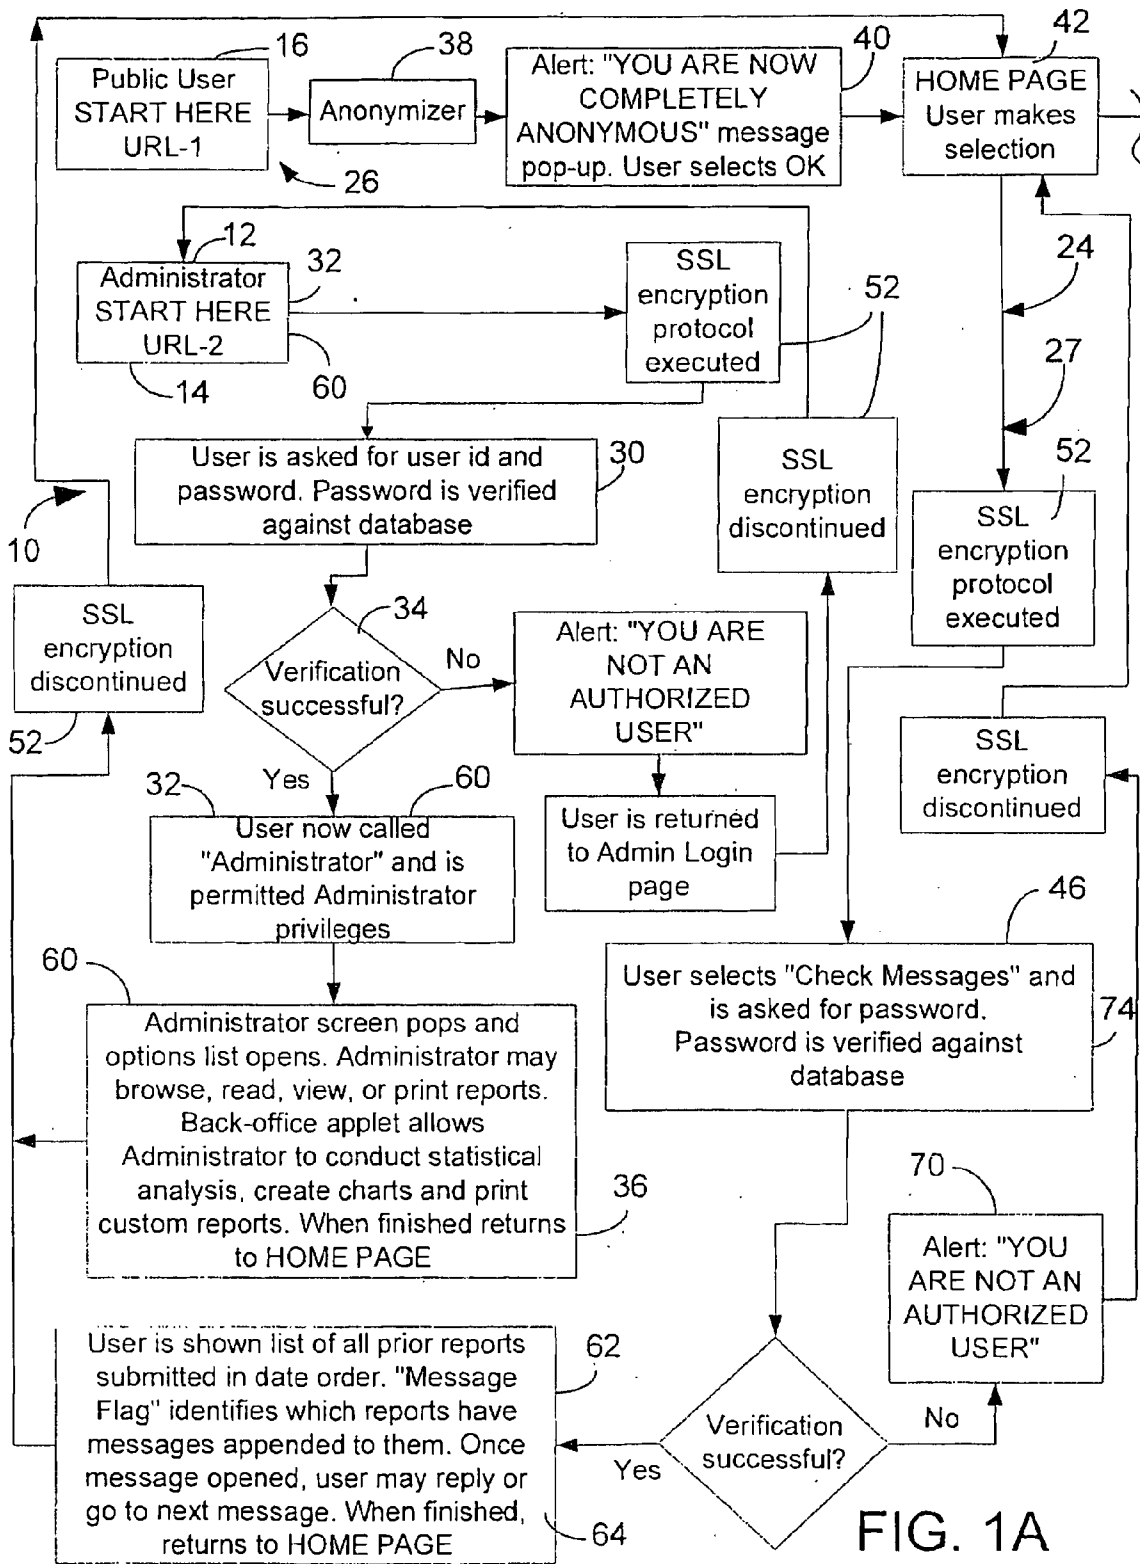 16
38
40
42
Public User
START HERE
URL-1
Anonymizer
Alert: "YOU ARE NOW
COMPLETELY
ANONYMOUS" message
pop-up. User selects OK
HOME PAGE
User makes
selection
26
12
32
Administrator
START HERE
URL-2
60
14
SSL
encryption
protocol
executed
52
24
27
User is asked for user id and
password. Password is verified
against database
30
SSL
encryption
discontinued
52
SSL
encryption
protocol
executed
10
SSL
encryption
discontinued
52
34
Verification
successful?
No
Yes
Alert: "YOU ARE
NOT AN
AUTHORIZED
USER"
User is returned
to Admin Login
page
SSL
encryption
discontinued
32
60
User now called
"Administrator" and is
permitted Administrator
privileges
46
User selects "Check Messages" and
is asked for password.
Password is verified against
database
74
60
Administrator screen pops and
options list opens. Administrator may
browse, read, view, or print reports.
Back-office applet allows
Administrator to conduct statistical
analysis, create charts and print
custom reports. When finished returns
to HOME PAGE
36
70
Alert: "YOU
ARE NOT AN
AUTHORIZED
USER"
User is shown list of all prior reports
submitted in date order. "Message
Flag" identifies which reports have
messages appended to them. Once
message opened, user may reply or
go to next message. When finished,
returns to HOME PAGE
62
64
Verification
successful?
Yes
No
FIG. 1A